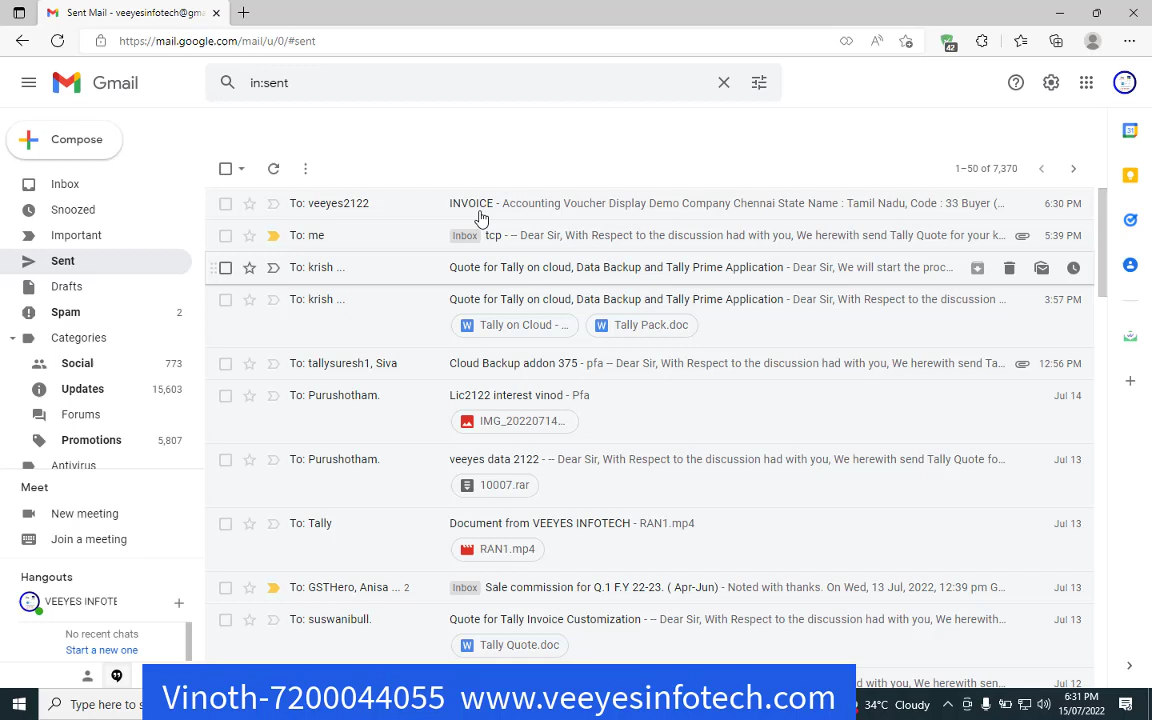 Sent Mail - veeyesinfotech@gma
https://mail.google.com/mail/u/0/#sent
42
Gmail
in:sent
Compose
1–50 of 7,370
Inbox
Snoozed
Important
Sent
Drafts
Spam 2
Categories
Social 773
Updates 15,603
Forums
Promotions 5,807
Antivirus
Meet
New meeting
Join a meeting
Hangouts
VEEYES INFOTE
No recent chats
Start a new one
To: veeyes2122 INVOICE - Accounting Voucher Display Demo Company Chennai State Name : Tamil Nadu, Code : 33 Buyer (... 6:30 PM
To: me Inbox tcp - -- Dear Sir, With Respect to the discussion had with you, We herewith send Tally Quote for your k... 5:39 PM
To: krish ... Quote for Tally on cloud, Data Backup and Tally Prime Application - Dear Sir, We will start the proc...
To: krish ... Quote for Tally on cloud, Data Backup and Tally Prime Application - Dear Sir, With Respect to the discussion ... 3:57 PM
W Tally on Cloud - ... W Tally Pack.doc
To: tallysuresh1, Siva Cloud Backup addon 375 - pfa -- Dear Sir, With Respect to the discussion had with you, We herewith send Ta... 12:56 PM
To: Purushotham. Lic2122 interest vinod - Pfa Jul 14
IMG_20220714...
To: Purushotham. veeyes data 2122 - -- Dear Sir, With Respect to the discussion had with you, We herewith send Tally Quote fo... Jul 13
10007.rar
To: Tally Document from VEEYES INFOTECH - RAN1.mp4 Jul 13
RAN1.mp4
To: GSTHero, Anisa ... 2 Inbox Sale commission for Q.1 F.Y 22-23. ( Apr-Jun) - Noted with thanks. On Wed, 13 Jul, 2022, 12:39 pm G... Jul 13
To: suswanibull. Quote for Tally Invoice Customization - -- Dear Sir, With Respect to the discussion had with you, We herewith... Jul 13
W Tally Quote.doc
ed with you, We herewith send Ta... Jul 12
Vinoth-7200044055 www.veeyesinfotech.com
Type here to s
34°C Cloudy
6:31 PM
15/07/2022